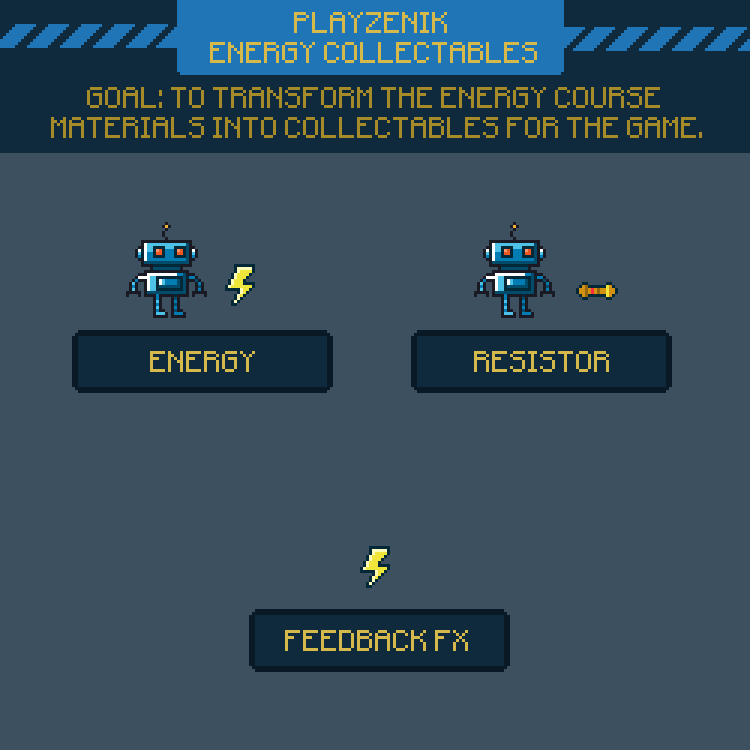 PLAYZENIK
ENERGY COLLECTABLES
GOAL: TO TRANSFORM THE ENERGY COURSE
MATERIALS INTO COLLECTABLES FOR THE GAME.
ENERGY
RESISTOR
FEEDBACK FX